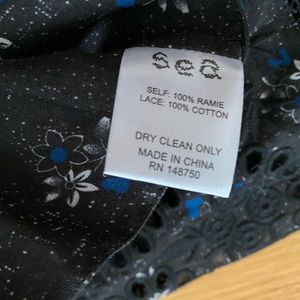 Sea
SELF: 100% RAMIE
LACE: 100% COTTON
DRY CLEAN ONLY
MADE IN CHINA
RN 148750